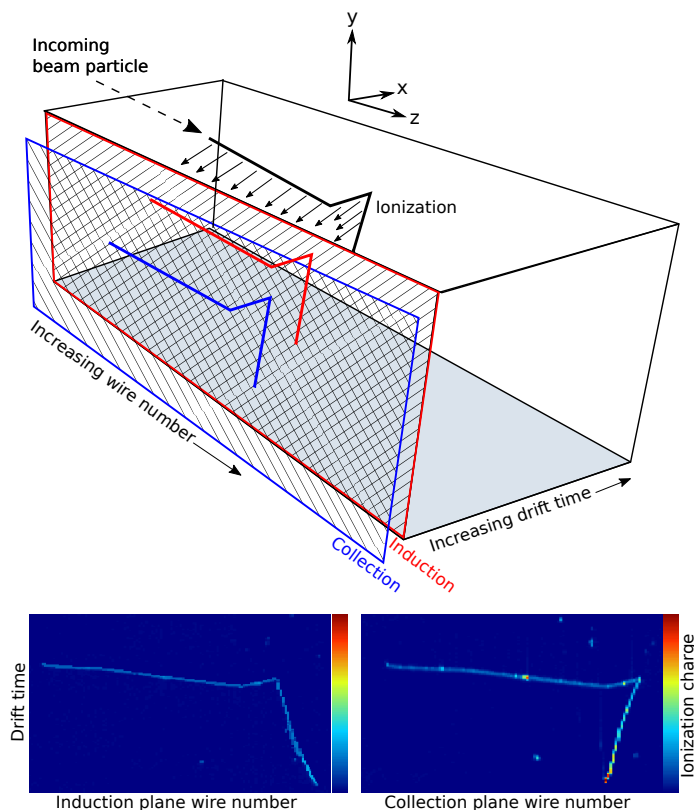 y
Incoming
beam particle
x
z
Ionization
Increasing wire number
Increasing drift time
Collection
Induction
Drift time
Ionization charge
Induction plane wire number
Collection plane wire number